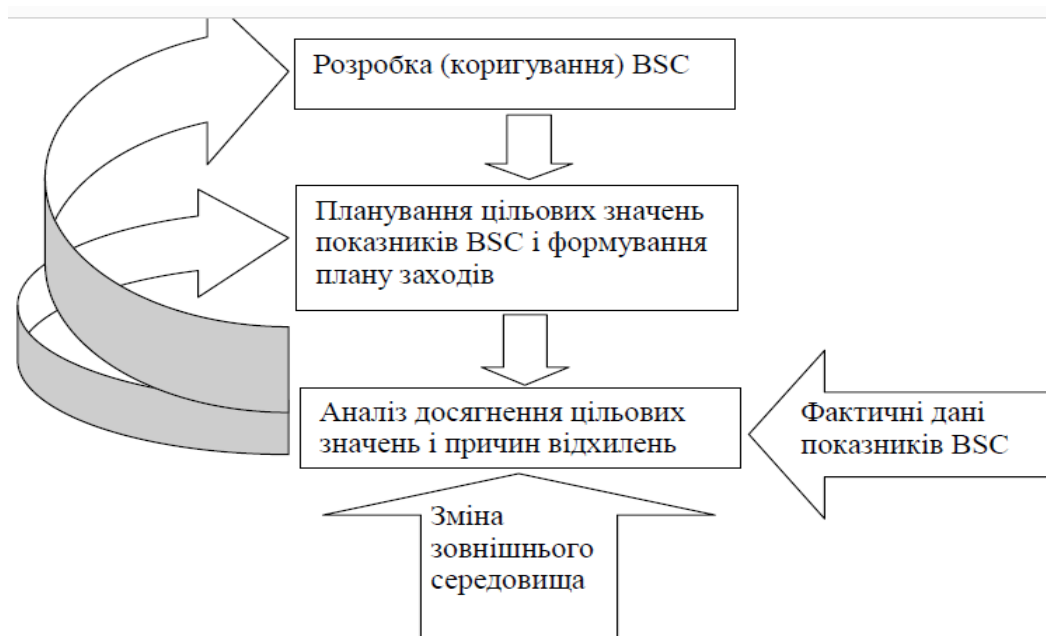 Розробка (коригування) BSC
Планування цільових значень
показників BSC і формування
плану заходів
Аналіз досягнення цільових
значень і причин відхилень
Фактичні дані
показників BSC
Зміна
зовнішнього
середовища